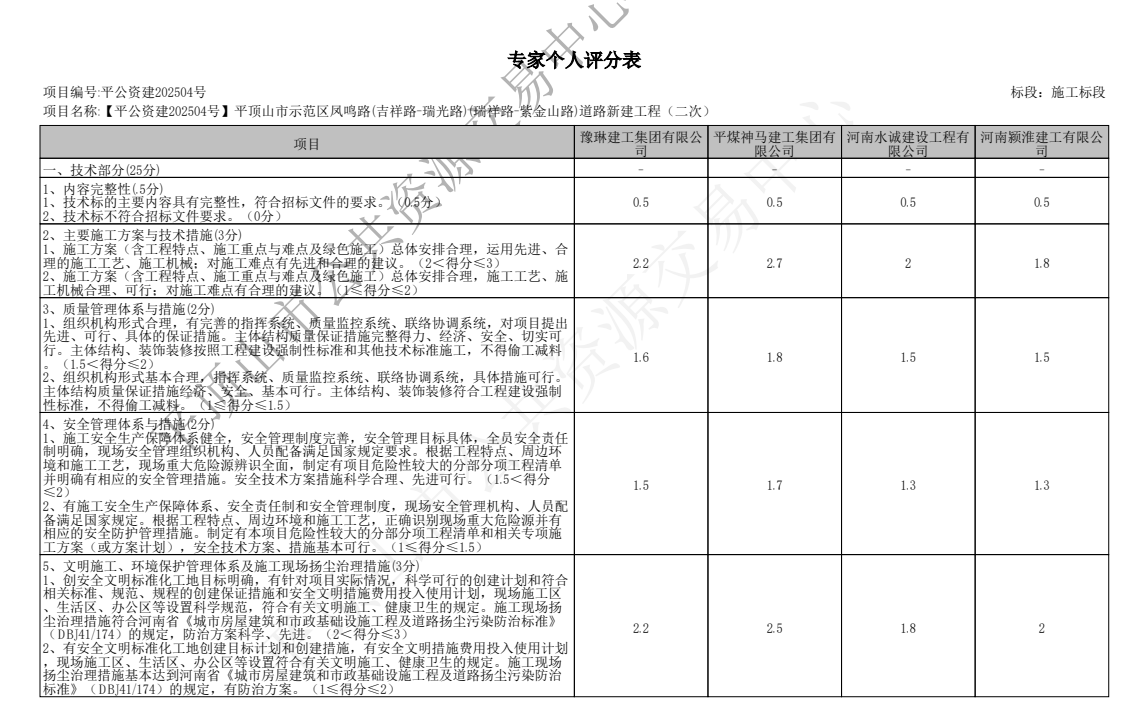 专家个人评分表
项目编号:平公资建202504号
标段：施工标段
项目名称:【平公资建202504号】平顶山市示范区凤鸣路(吉祥路-瑞光路)(瑞祥路-紫金山路)道路新建工程（二次）
项目 豫琳建工集团有限公 平煤神马建工集团有 河南水诚建设工程有 河南颍淮建工有限公
司 限公司 限公司 司
一、技术部分(25分) - - - -
1、内容完整性(.5分)
1、技术标的主要内容具有完整性，符合招标文件的要求。（0.5分） 0.5 0.5 0.5 0.5
2、技术标不符合招标文件要求。（0分）
2、主要施工方案与技术措施(3分)
1、施工方案（含工程特点、施工重点与难点及绿色施工）总体安排合理，运用先进、合
理的施工工艺、施工机械；对施工难点有先进和合理的建议。（2＜得分≤3） 2.2 2.7 2 1.8
2、施工方案（含工程特点、施工重点与难点及绿色施工）总体安排合理，施工工艺、施
工机械合理、可行；对施工难点有合理的建议。（1≤得分≤2）
3、质量管理体系与措施(2分)
1、组织机构形式合理，有完善的指挥系统、质量监控系统、联络协调系统，对项目提出
先进、可行、具体的保证措施。主体结构质量保证措施完整得力、经济、安全、切实可
行。主体结构、装饰装修按照工程建设强制性标准和其他技术标准施工，不得偷工减料
。（1.5＜得分≤2） 1.6 1.8 1.5 1.5
2、组织机构形式基本合理，指挥系统、质量监控系统、联络协调系统，具体措施可行。
主体结构质量保证措施经济、安全、基本可行。主体结构、装饰装修符合工程建设强制
性标准，不得偷工减料。（1≤得分≤1.5）
4、安全管理体系与措施(2分)
1、施工安全生产保障体系健全，安全管理制度完善，安全管理目标具体，全员安全责任
制明确，现场安全管理组织机构、人员配备满足国家规定要求。根据工程特点、周边环
境和施工工艺，现场重大危险源辨识全面，制定有项目危险性较大的分部分项工程清单
并明确有相应的安全管理措施。安全技术方案措施科学合理、先进可行。（1.5＜得分
≤2） 1.5 1.7 1.3 1.3
2、有施工安全生产保障体系、安全责任制和安全管理制度，现场安全管理机构、人员配
备满足国家规定。根据工程特点、周边环境和施工工艺，正确识别现场重大危险源并有
相应的安全防护管理措施。制定有本项目危险性较大的分部分项工程清单和相关专项施
工方案（或方案计划），安全技术方案、措施基本可行。（1≤得分≤1.5）
5、文明施工、环境保护管理体系及施工现场扬尘治理措施(3分)
1、创安全文明标准化工地目标明确，有针对项目实际情况，科学可行的创建计划和符合
相关标准、规范、规程的创建保证措施和安全文明措施费用投入使用计划，现场施工区
、生活区、办公区等设置科学规范，符合有关文明施工、健康卫生的规定。施工现场扬
尘治理措施符合河南省《城市房屋建筑和市政基础设施工程及道路扬尘污染防治标准》
（DBJ41/174）的规定，防治方案科学、先进。（2＜得分≤3） 2.2 2.5 1.8 2
2、有安全文明标准化工地创建目标计划和创建措施，有安全文明措施费用投入使用计划
，现场施工区、生活区、办公区等设置符合有关文明施工、健康卫生的规定。施工现场
扬尘治理措施基本达到河南省《城市房屋建筑和市政基础设施工程及道路扬尘污染防治
标准》（DBJ41/174）的规定，有防治方案。（1≤得分≤2）
平顶山市公共资源交易中心
公共资源交易中心